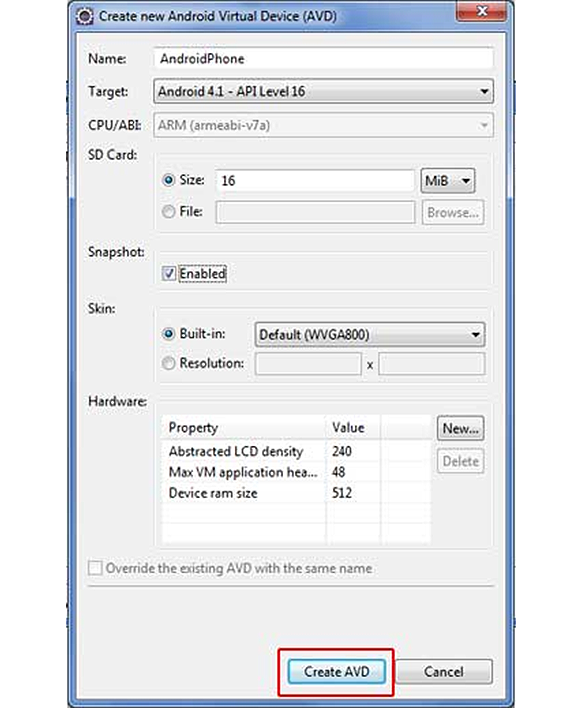 Create new Android Virtual Device (AVD)
Name: AndroidPhone
Target: Android 4.1 - API Level 16
CPU/ABI: ARM (armeabi-v7a)
SD Card:
Size: 16 MiB
File: Browse...
Snapshot:
Enabled
Skin:
Built-in: Default (WVGA800)
Resolution: x
Hardware:
Property Value New...
Abstracted LCD density 240
Delete
Max VM application hea... 48
Device ram size 512
Override the existing AVD with the same name
Create AVD Cancel